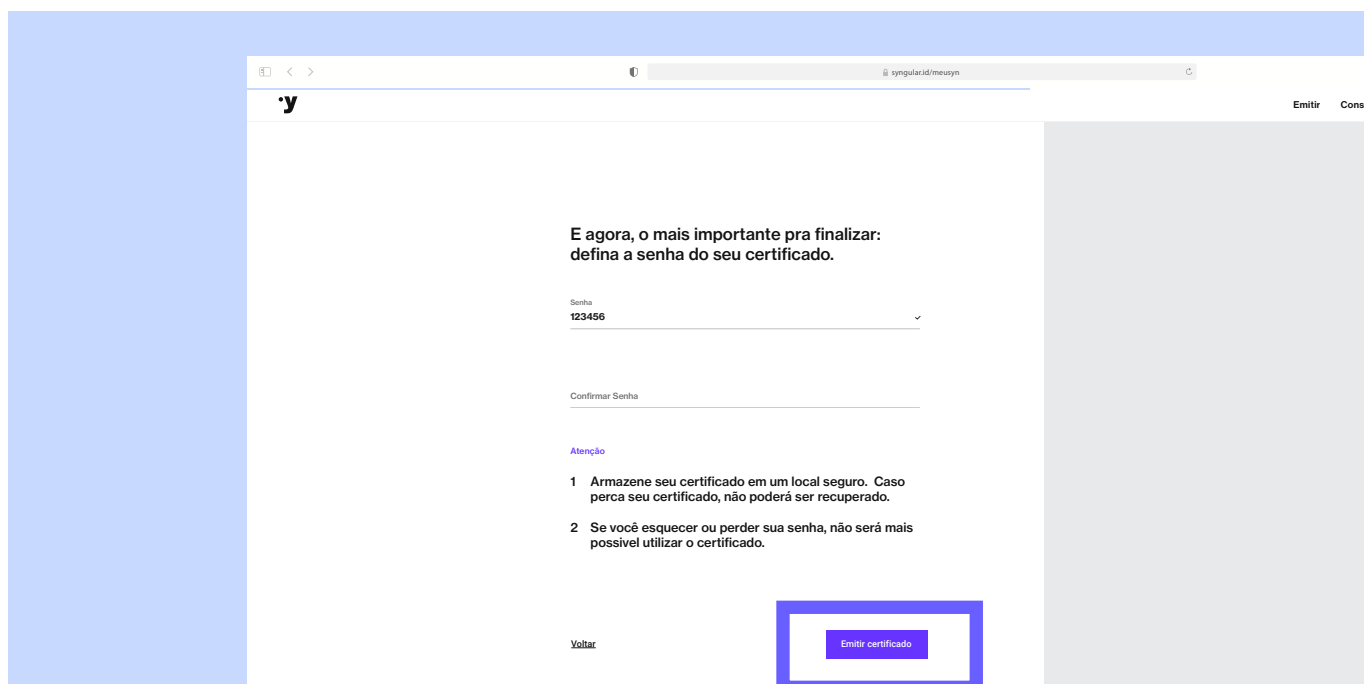 syngular.id/meusyn
·y
Emitir Cons
E agora, o mais importante pra finalizar:
defina a senha do seu certificado.
Senha
123456
Confirmar Senha
Atenção
1 Armazene seu certificado em um local seguro. Caso
perca seu certificado, não poderá ser recuperado.
2 Se você esquecer ou perder sua senha, não será mais
possivel utilizar o certificado.
Voltar
Emitir certificado